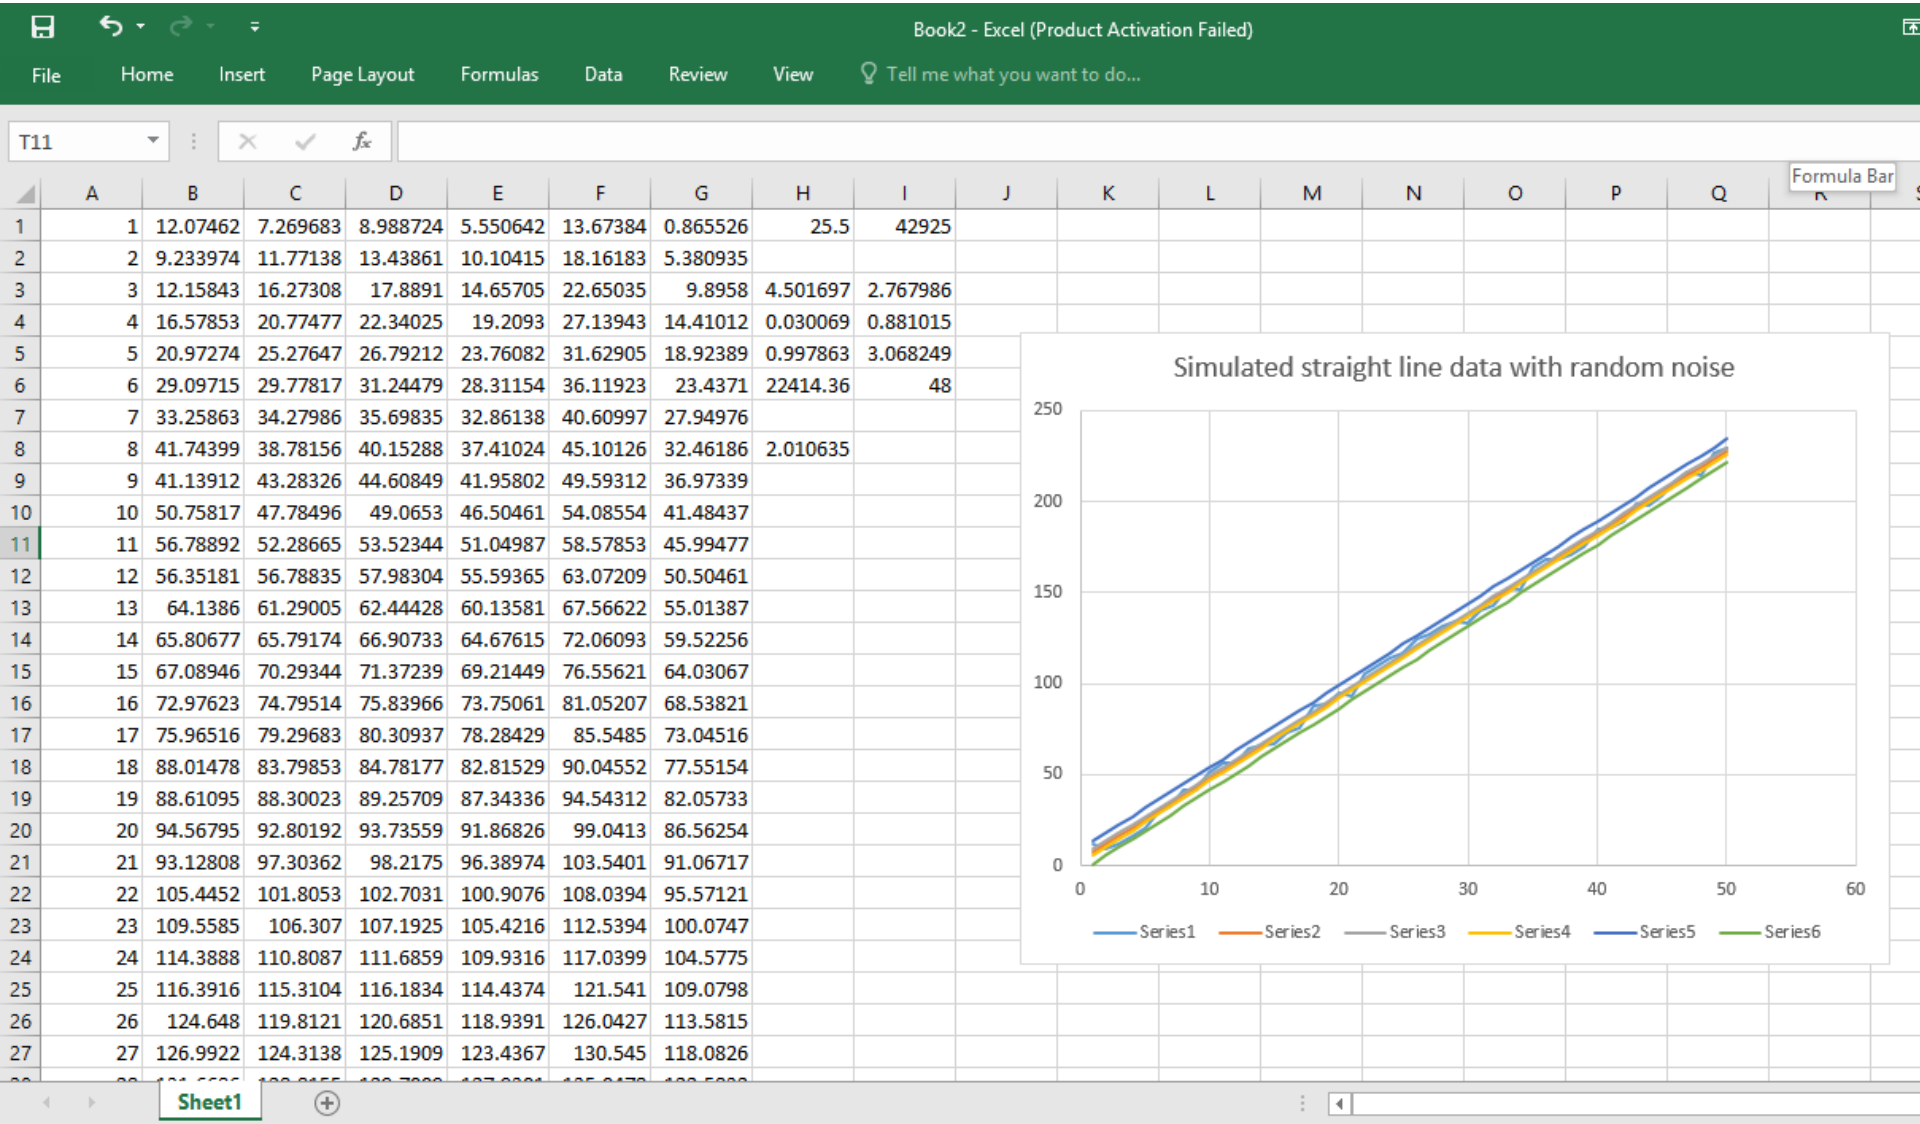 Book2 - Excel (Product Activation Failed)
File Home Insert Page Layout Formulas Data Review View Tell me what you want to do...
T11 fx
Formula Bar
A B C D E F G H I J K L M N O P Q
1 1 12.07462 7.269683 8.988724 5.550642 13.67384 0.865526 25.5 42925
2 2 9.233974 11.77138 13.43861 10.10415 18.16183 5.380935
3 3 12.15843 16.27308 17.8891 14.65705 22.65035 9.8958 4.501697 2.767986
4 4 16.57853 20.77477 22.34025 19.2093 27.13943 14.41012 0.030069 0.881015
5 5 20.97274 25.27647 26.79212 23.76082 31.62905 18.92389 0.997863 3.068249
6 6 29.09715 29.77817 31.24479 28.31154 36.11923 23.4371 22414.36 48
7 7 33.25863 34.27986 35.69835 32.86138 40.60997 27.94976
8 8 41.74399 38.78156 40.15288 37.41024 45.10126 32.46186 2.010635
9 9 41.13912 43.28326 44.60849 41.95802 49.59312 36.97339
10 10 50.75817 47.78496 49.0653 46.50461 54.08554 41.48437
11 11 56.78892 52.28665 53.52344 51.04987 58.57853 45.99477
12 12 56.35181 56.78835 57.98304 55.59365 63.07209 50.50461
13 13 64.1386 61.29005 62.44428 60.13581 67.56622 55.01387
14 14 65.80677 65.79174 66.90733 64.67615 72.06093 59.52256
15 15 67.08946 70.29344 71.37239 69.21449 76.55621 64.03067
16 16 72.97623 74.79514 75.83966 73.75061 81.05207 68.53821
17 17 75.96516 79.29683 80.30937 78.28429 85.5485 73.04516
18 18 88.01478 83.79853 84.78177 82.81529 90.04552 77.55154
19 19 88.61095 88.30023 89.25709 87.34336 94.54312 82.05733
20 20 94.56795 92.80192 93.73559 91.86826 99.0413 86.56254
21 21 93.12808 97.30362 98.2175 96.38974 103.5401 91.06717
22 22 105.4452 101.8053 102.7031 100.9076 108.0394 95.57121
23 23 109.5585 106.307 107.1925 105.4216 112.5394 100.0747
24 24 114.3888 110.8087 111.6859 109.9316 117.0399 104.5775
25 25 116.3916 115.3104 116.1834 114.4374 121.541 109.0798
26 26 124.648 119.8121 120.6851 118.9391 126.0427 113.5815
27 27 126.9922 124.3138 125.1909 123.4367 130.545 118.0826
Simulated straight line data with random noise
250
200
150
100
50
0
0 10 20 30 40 50 60
Series1 Series2 Series3 Series4 Series5 Series6
Sheet1